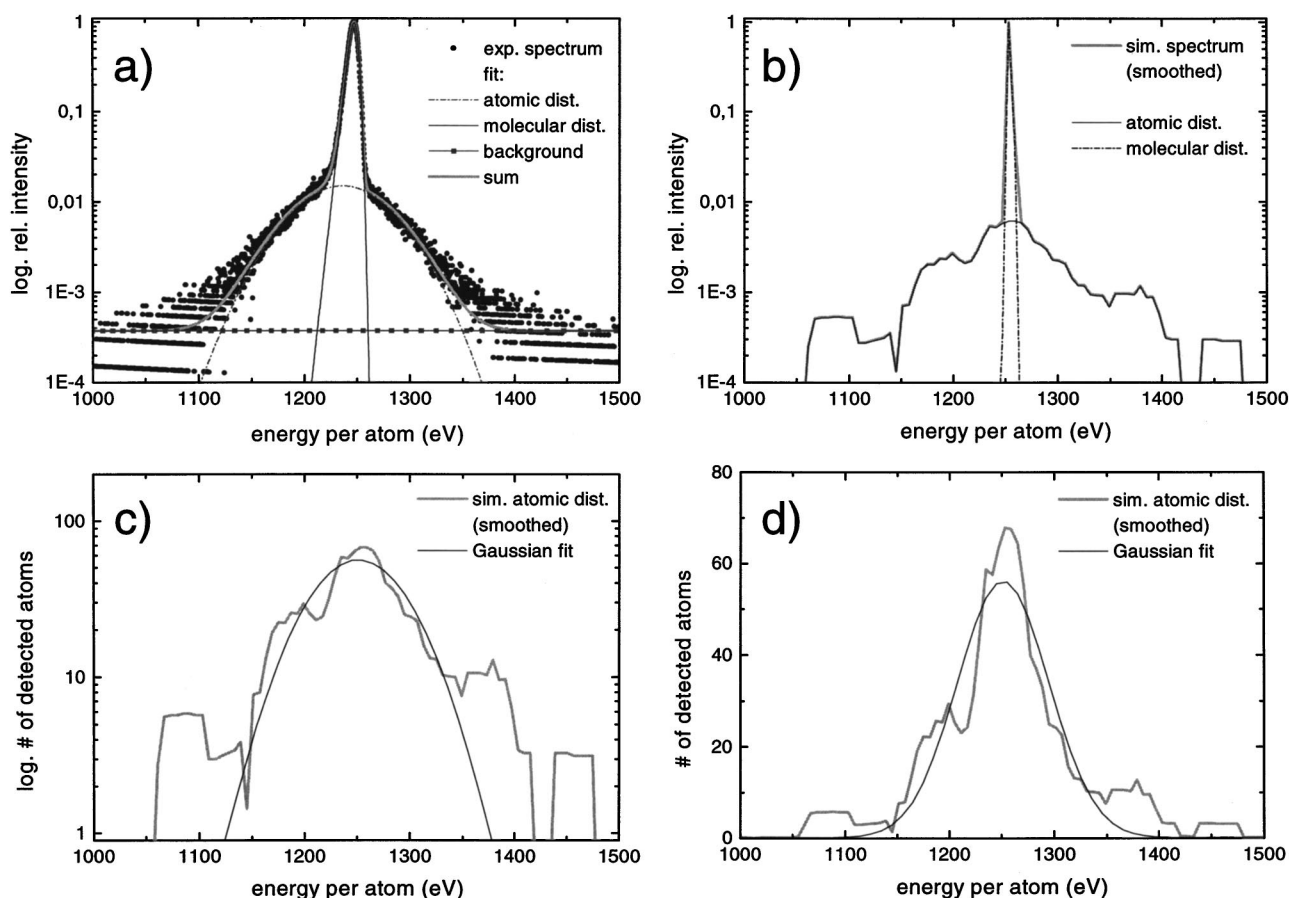 a)
log. rel. intensity
1
0,1
0,01
1E-3
1E-4
exp. spectrum
fit:
atomic dist.
molecular dist.
background
sum
1000
1100
1200
1300
1400
1500
energy per atom (eV)
b)
log. rel. intensity
1
0,1
0,01
1E-3
1E-4
sim. spectrum
(smoothed)
atomic dist.
molecular dist.
1000
1100
1200
1300
1400
1500
energy per atom (eV)
c)
log. # of detected atoms
100
10
1
sim. atomic dist.
(smoothed)
Gaussian fit
1000
1100
1200
1300
1400
1500
energy per atom (eV)
d)
# of detected atoms
80
60
40
20
0
sim. atomic dist.
(smoothed)
Gaussian fit
1000
1100
1200
1300
1400
1500
energy per atom (eV)